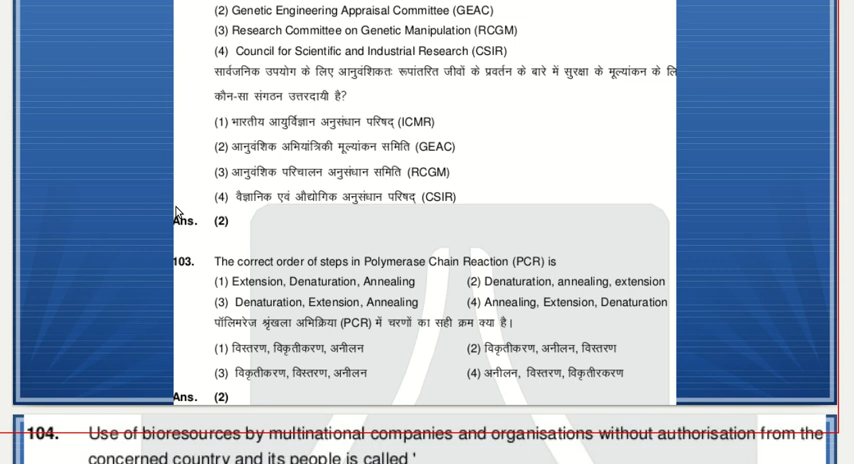 (2) Genetic Engineering Appraisal Committee (GEAC)
(3) Research Committee on Genetic Manipulation (RCGM)
(4) Council for Scientific and Industrial Research (CSIR)
सार्वजनिक उपयोग के लिए आनुवंशिकतः रूपांतरित जीवों के प्रवर्तन के बारे में सुरक्षा के मूल्यांकन के लि
कौन-सा संगठन उत्तरदायी है?
(1) भारतीय आयुर्विज्ञान अनुसंधान परिषद् (ICMR)
(2) आनुवंशिक अभियांत्रिकी मूल्यांकन समिति (GEAC)
(3) आनुवंशिक परिचालन अनुसंधान समिति (RCGM)
(4) वैज्ञानिक एवं औद्योगिक अनुसंधान परिषद् (CSIR)
Ans. (2)
103. The correct order of steps in Polymerase Chain Reaction (PCR) is
(1) Extension, Denaturation, Annealing (2) Denaturation, annealing, extension
(3) Denaturation, Extension, Annealing (4) Annealing, Extension, Denaturation
पॉलिमरेज श्रृंखला अभिक्रिया (PCR) में चरणों का सही क्रम क्या है।
(1) विस्तरण, विकृतीकरण, अनीलन (2) विकृतीकरण, अनीलन, विस्तरण
(3) विकृतीकरण, विस्तरण, अनीलन (4) अनीलन, विस्तरण, विकृतीरकरण
Ans. (2)
104. Use of bioresources by multinational companies and organisations without authorisation from the
concerned country and its people is called '